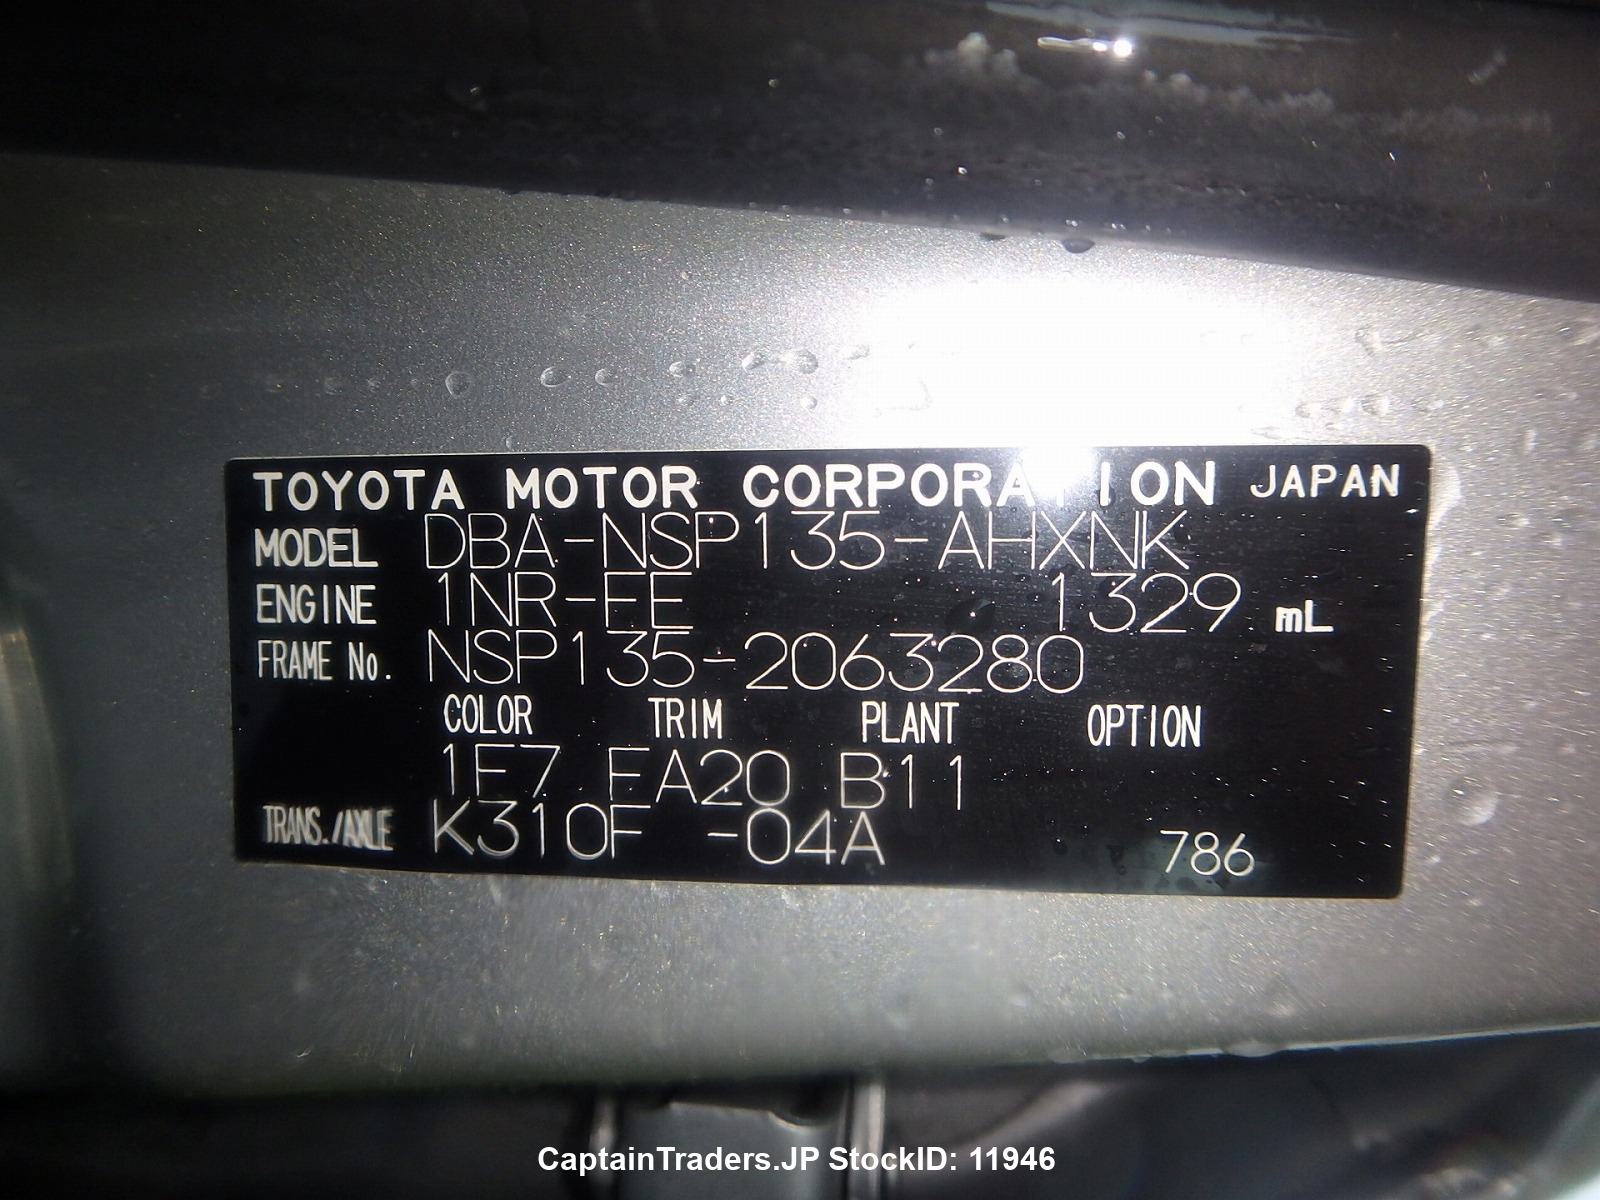 TOYOTA MOTOR CORPORATION JAPAN
MODEL DBA-NSP135-AHXNK
ENGINE 1NR-FE 1329 mL
FRAME No. NSP135-2063280
COLOR TRIM PLANT OPTION
1F7 FA20 B11
TRANS./AXLE K310F -04A 786
CaptainTraders.JP StockID: 11946